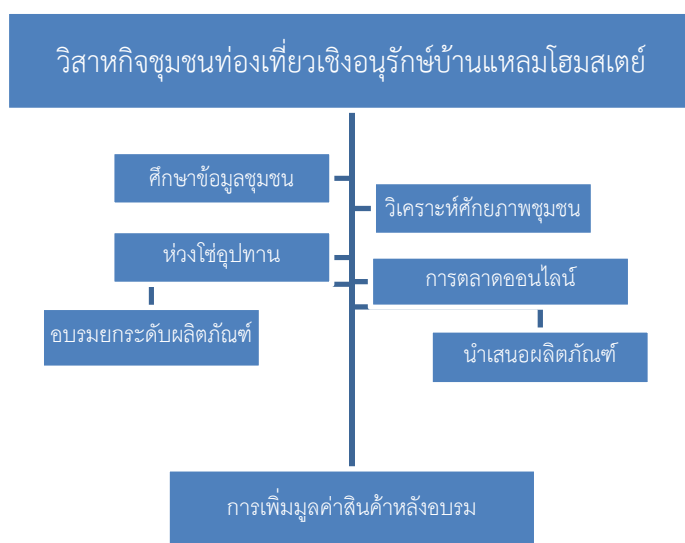 วิสาหกิจชุมชนท่องเที่ยวเชิงอนุรักษ์บ้านแหลมโฮมสเตย์
ศึกษาข้อมูลชุมชน
วิเคราะห์ศักยภาพชุมชน
ห่วงโซ่อุปทาน
การตลาดออนไลน์
อบรมยกระดับผลิตภัณฑ์
นำเสนอผลิตภัณฑ์
การเพิ่มมูลค่าสินค้าหลังอบรม